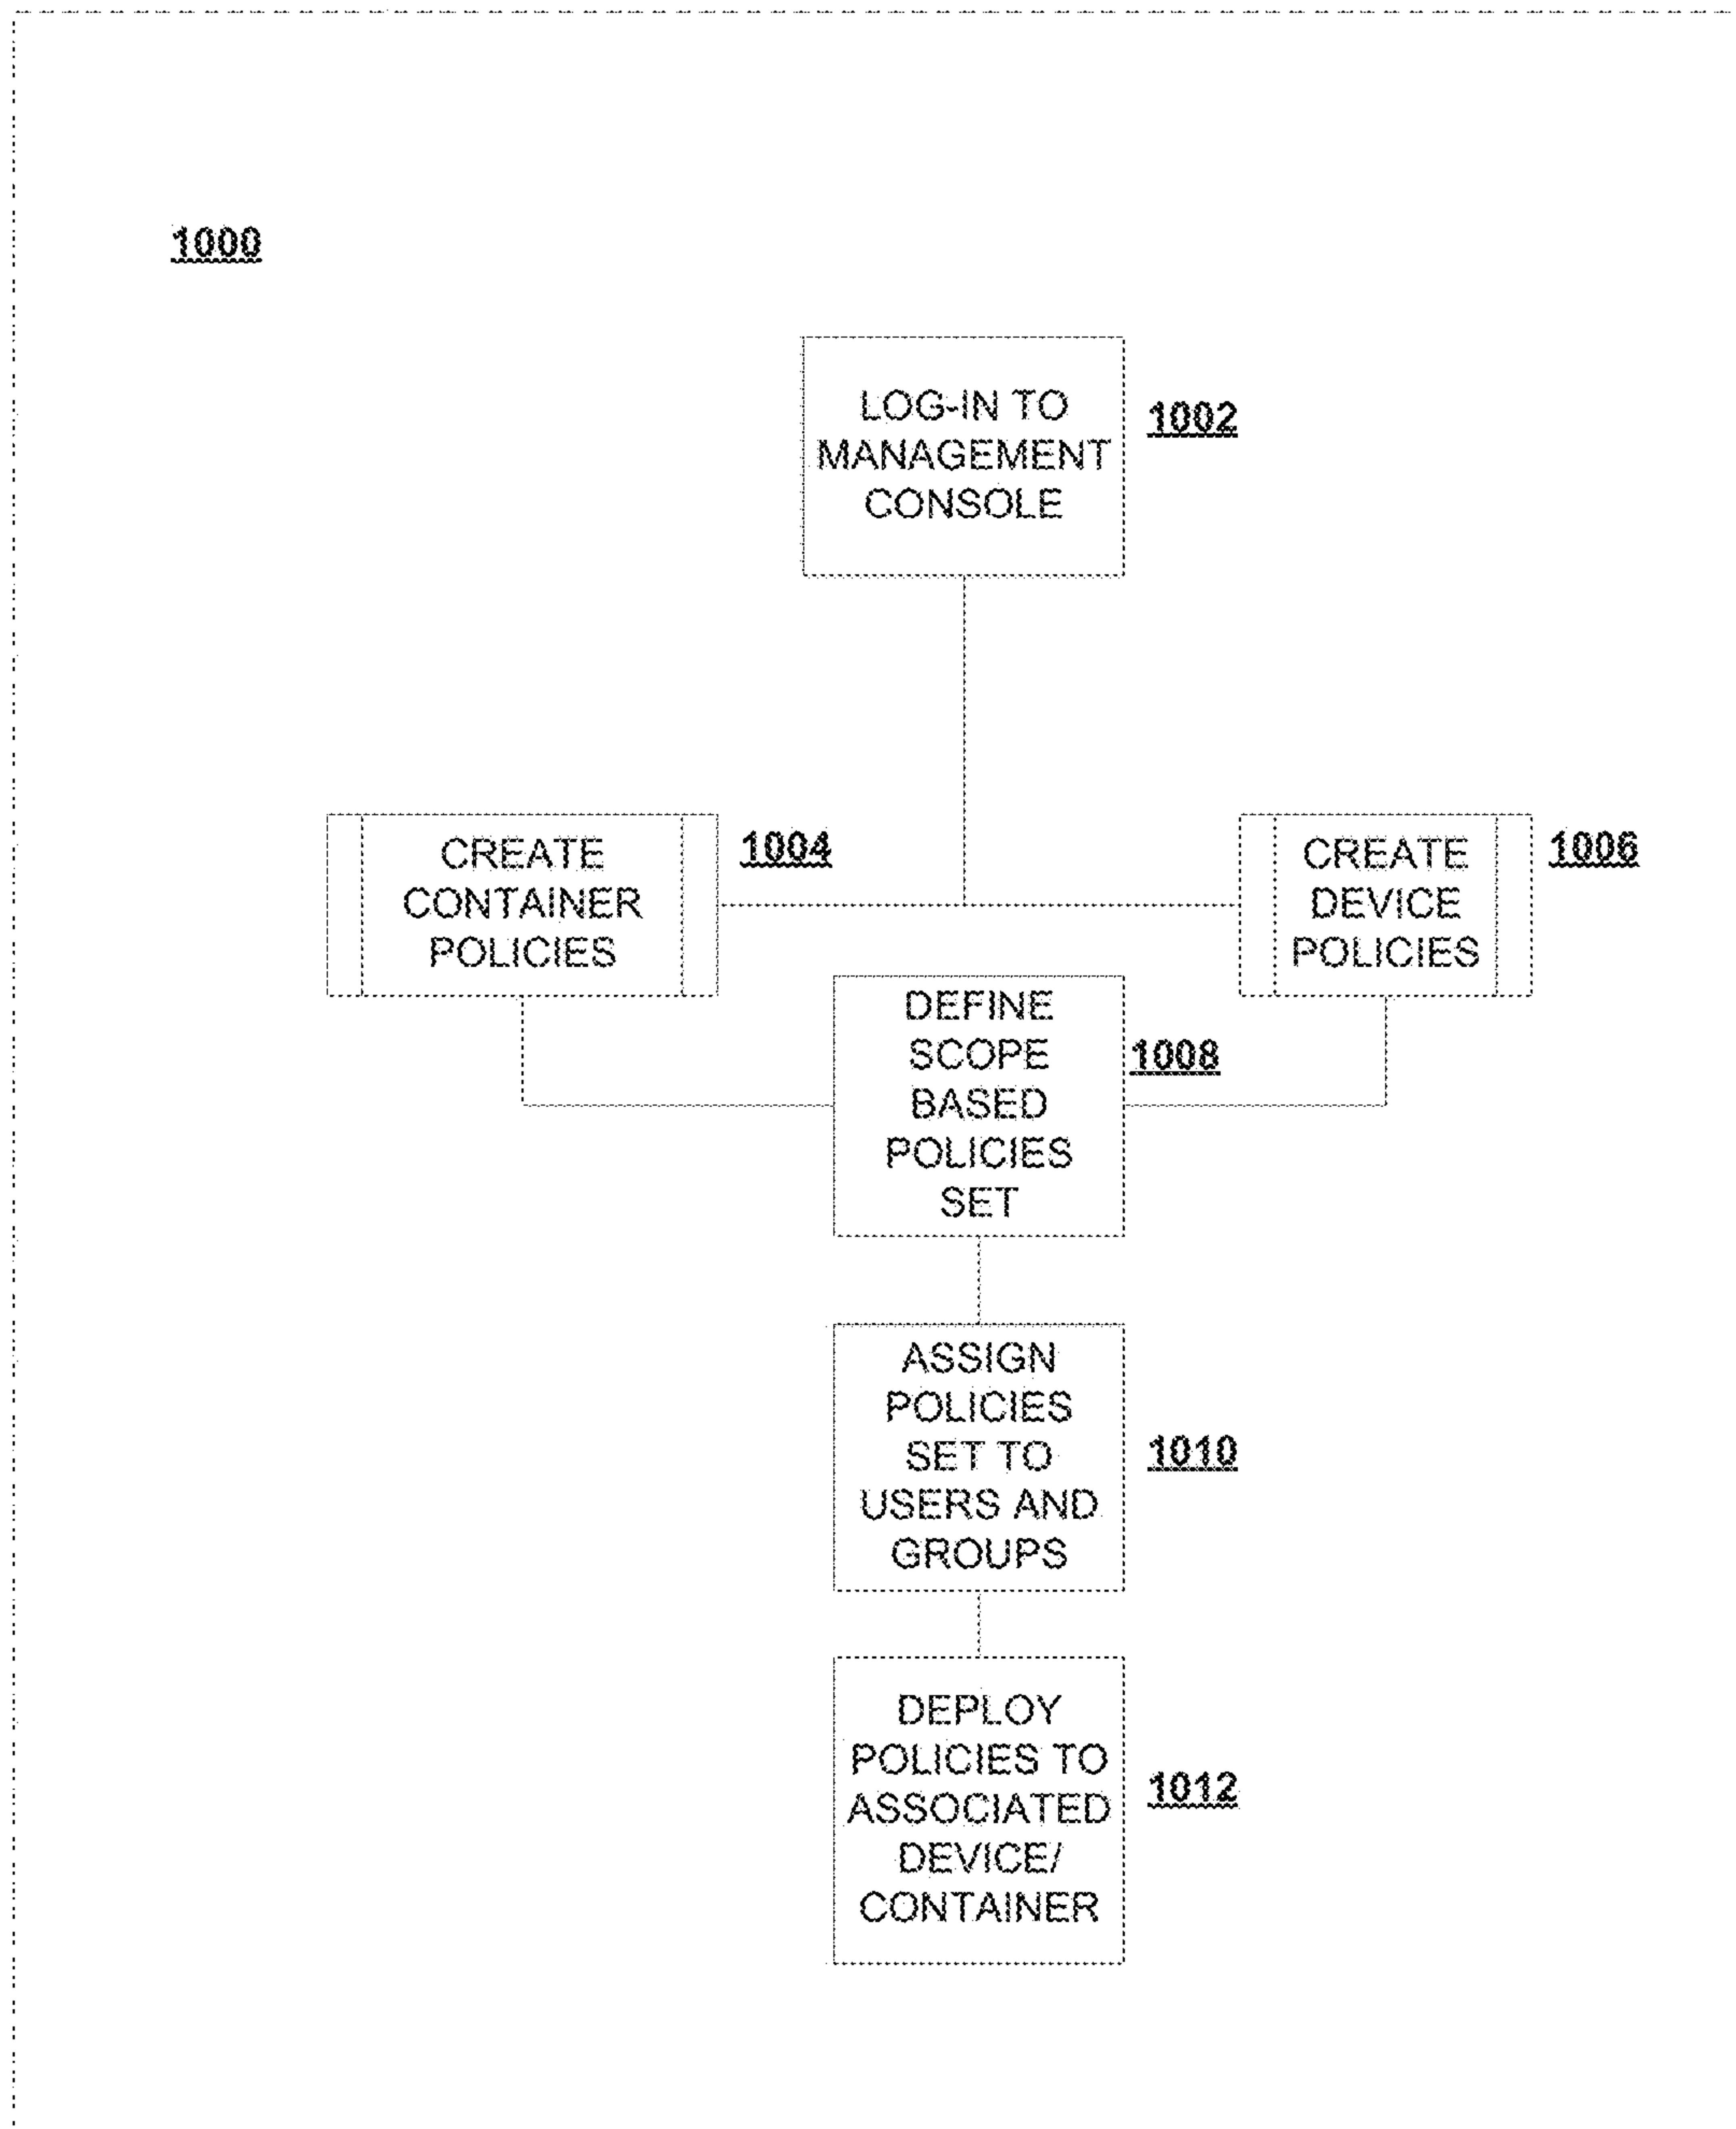 1000
LOG-IN TO
MANAGEMENT
CONSOLE
1002
CREATE
CONTAINER
POLICIES
1004
CREATE
DEVICE
POLICIES
1006
DEFINE
SCOPE
BASED
POLICIES
SET
1008
ASSIGN
POLICIES
SET TO
USERS AND
GROUPS
1010
DEPLOY
POLICIES TO
ASSOCIATED
DEVICE/
CONTAINER
1012